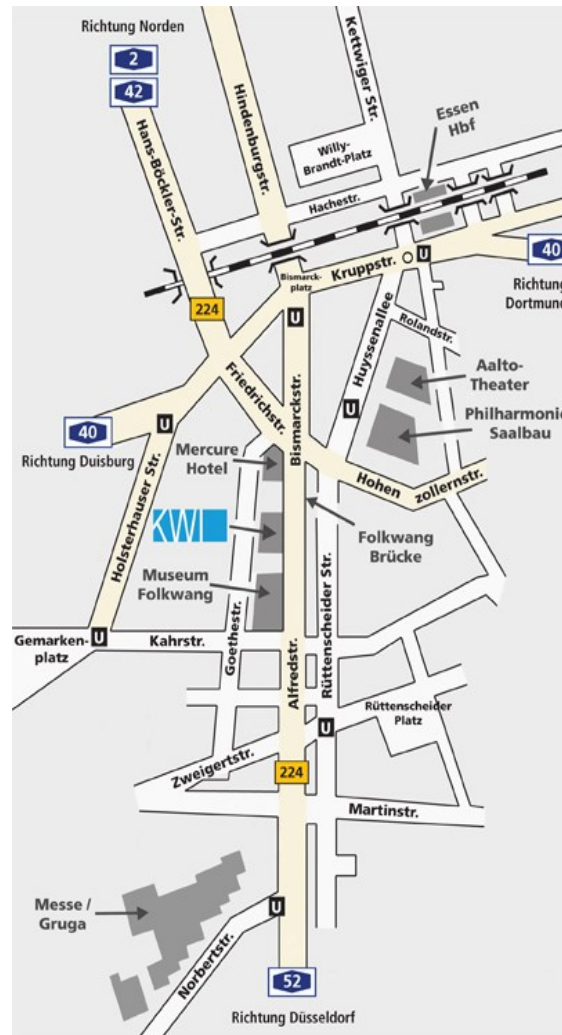 Richtung Norden
2
42
Hans-Böckler-Str.
Hindenburgstr.
Kettwiger Str.
Essen
Hbf
Willy-
Brandt-Platz
Hachestr.
Bismarck-
platz
Kruppstr.
U
40
Richtung
Dortmund
224
U
Rolandstr.
Huyssenallee
Aalto-
Theater
Friedrichstr.
Bismarckstr.
U
Philharmonie
Saalbau
U
40
Richtung Duisburg
Mercure
Hotel
Hohen
zollernstr.
Holsterhauser Str.
KWI
Folkwang
Brücke
Museum
Folkwang
Goethestr.
Rüttenscheider Str.
U
Gemarken-
platz
Kahrstr.
Alfredstr.
Rüttenscheider
Platz
U
Zweigertstr.
224
Martinstr.
Messe /
Gruga
U
Norbertstr.
52
Richtung Düsseldorf